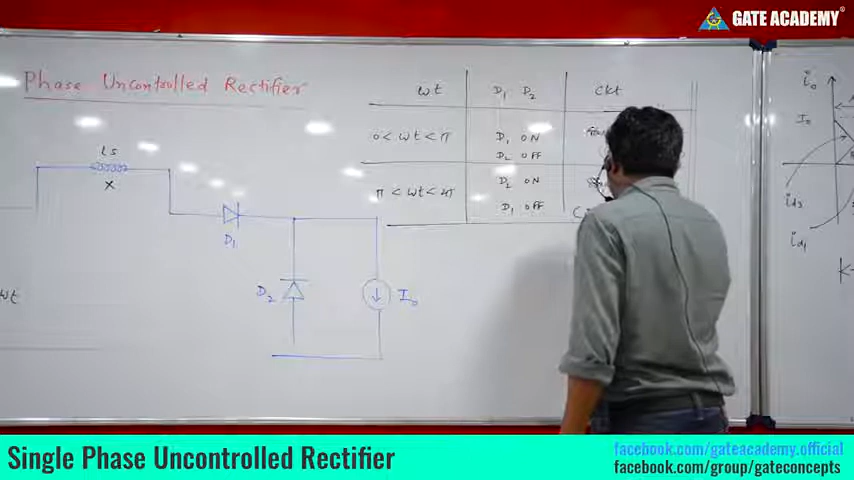 GATE ACADEMY®
Phase Uncontrolled Rectifier
ωt D₁ D₂ ckt
0 < ωt < π D₁ ON
D₂ OFF
π < ωt < 2π D₂ ON
D₁ OFF
Ls
X
D₁
D₂
I₀
ωt
i₀
I₀
id₁
K
Single Phase Uncontrolled Rectifier
facebook.com/gateacademy.official
facebook.com/group/gateconcepts